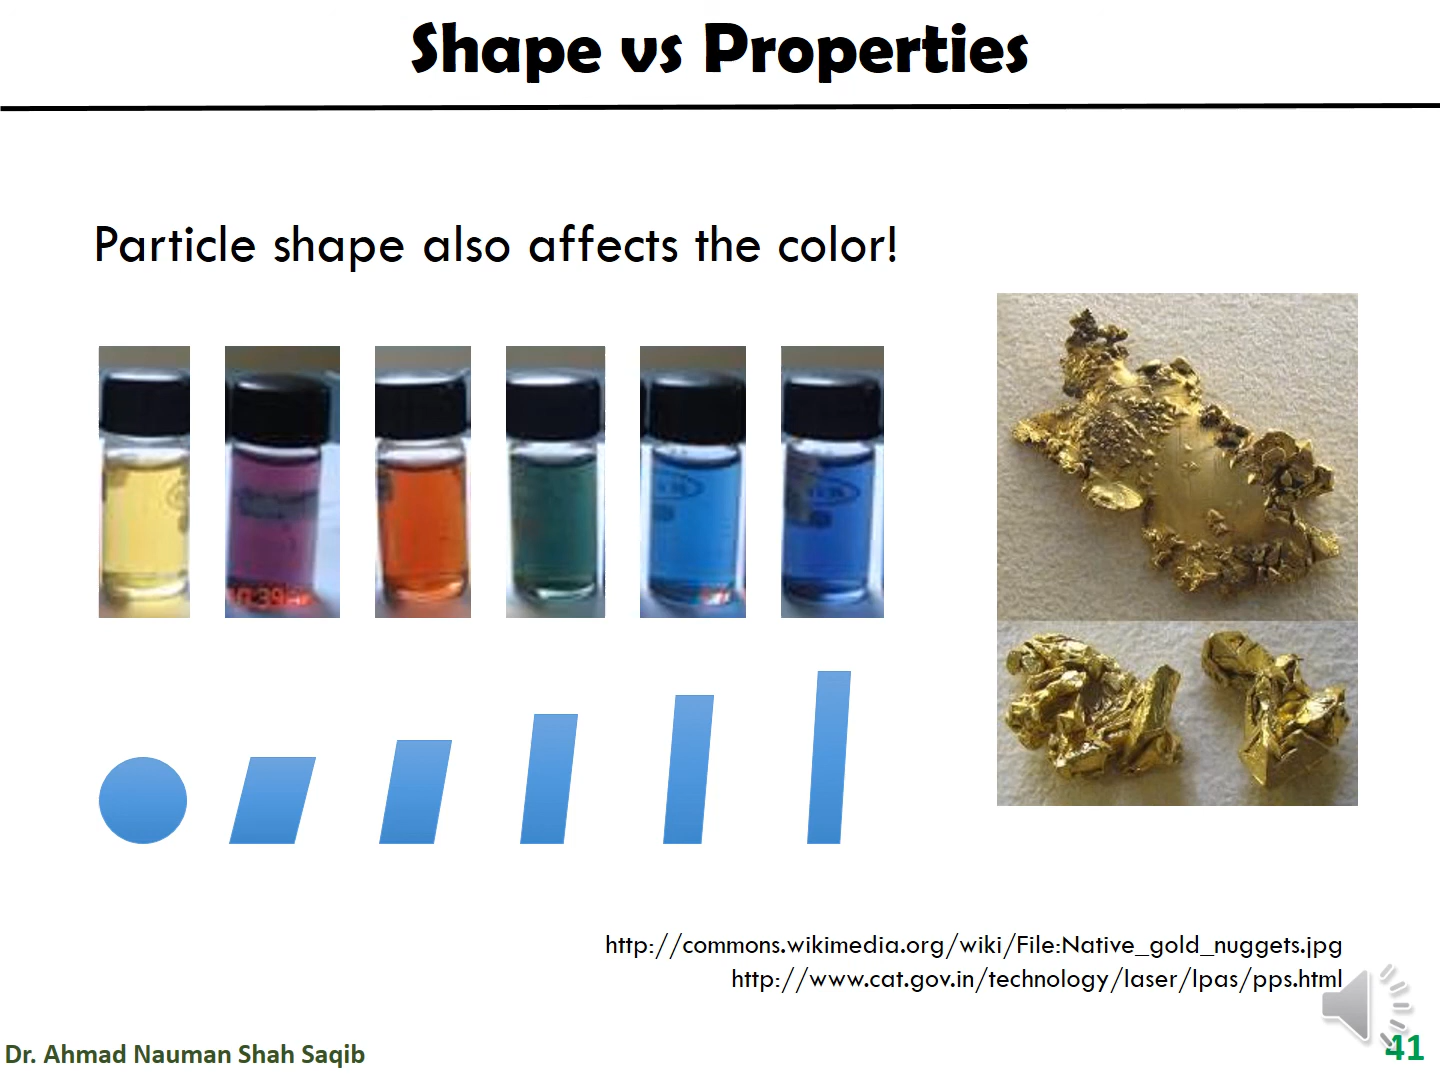 Shape vs Properties
Particle shape also affects the color!
http://commons.wikimedia.org/wiki/File:Native_gold_nuggets.jpg
http://www.cat.gov.in/technology/laser/lpas/pps.html
Dr. Ahmad Nauman Shah Saqib
41